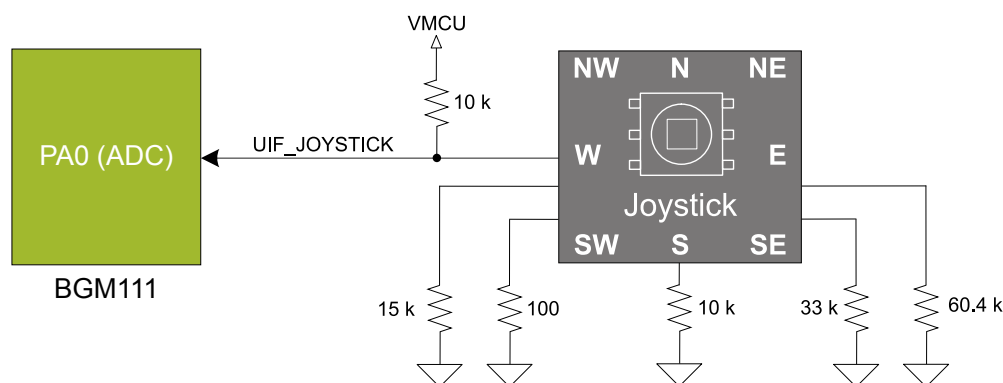 VMCU
10 k
NW N NE
PA0 (ADC)
UIF_JOYSTICK
W E
Joystick
SW S SE
BGM111
15 k
100
10 k
33 k
60.4 k